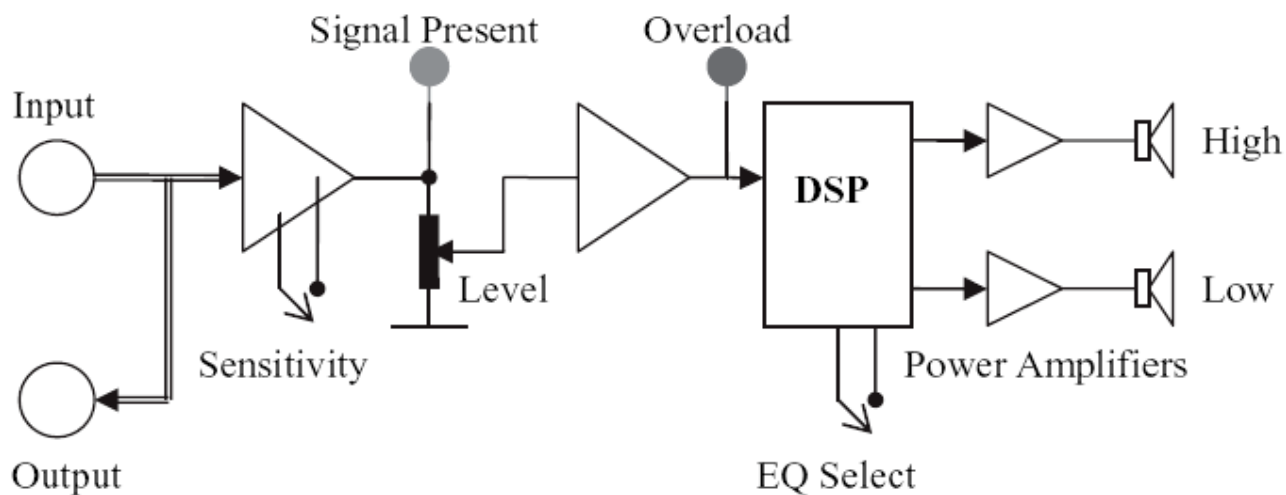 Signal Present
Overload
Input
High
DSP
Level
Low
Sensitivity
Power Amplifiers
Output
EQ Select